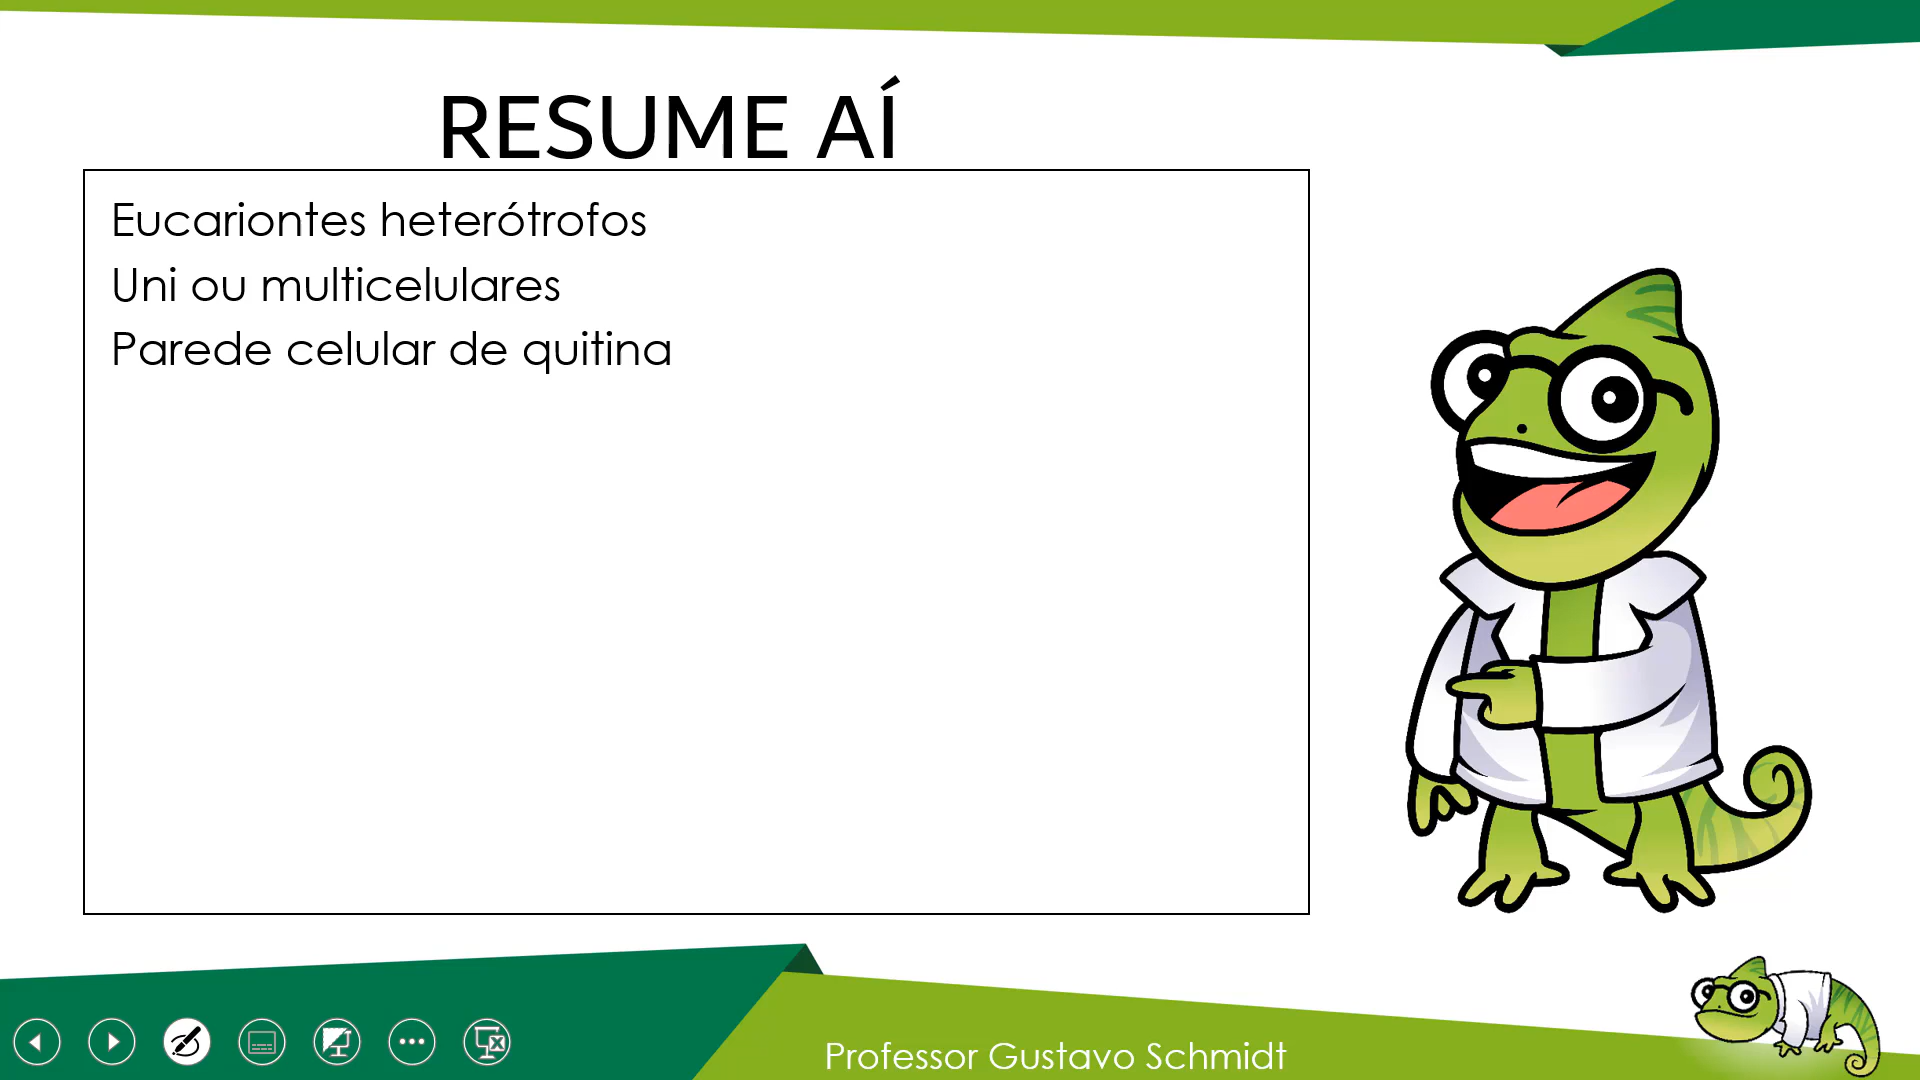 RESUME AÍ
Eucariontes heterótrofos
Uni ou multicelulares
Parede celular de quitina
Professor Gustavo Schmidt